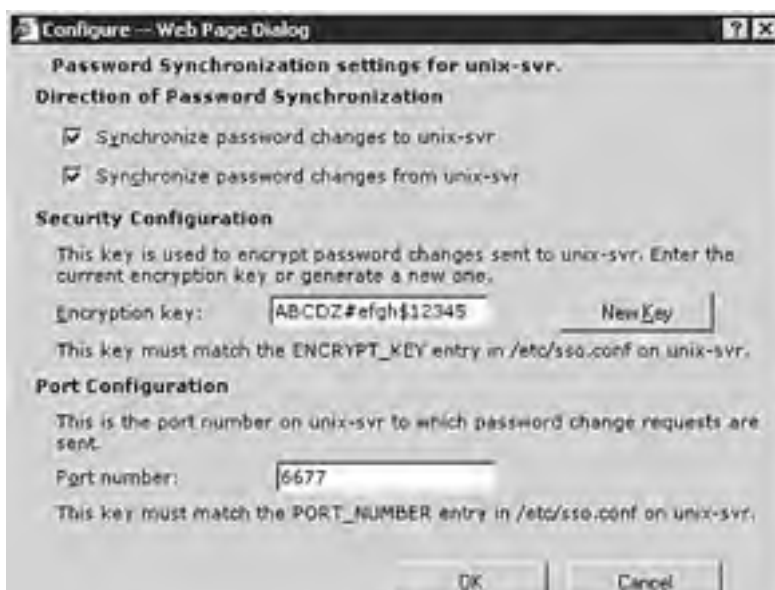 Configure -- Web Page Dialog
Password Synchronization settings for unix-svr.
Direction of Password Synchronization
Synchronize password changes to unix-svr
Synchronize password changes from unix-svr
Security Configuration
This key is used to encrypt password changes sent to unix-svr. Enter the
current encryption key or generate a new one.
Encryption key: ABCDZ#efgh$12345 New Key
This key must match the ENCRYPT_KEY entry in /etc/sso.conf on unix-svr.
Port Configuration
This is the port number on unix-svr to which password change requests are
sent.
Port number: 6677
This key must match the PORT_NUMBER entry in /etc/sso.conf on unix-svr.
OK Cancel